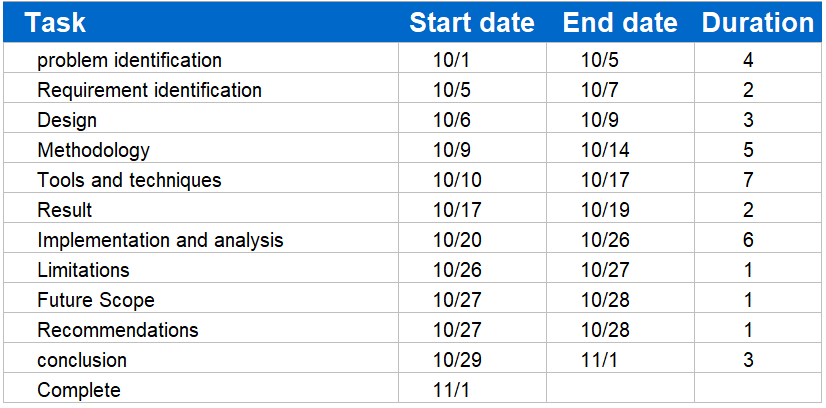 Task Start date End date Duration
problem identification 10/1 10/5 4
Requirement identification 10/5 10/7 2
Design 10/6 10/9 3
Methodology 10/9 10/14 5
Tools and techniques 10/10 10/17 7
Result 10/17 10/19 2
Implementation and analysis 10/20 10/26 6
Limitations 10/26 10/27 1
Future Scope 10/27 10/28 1
Recommendations 10/27 10/28 1
conclusion 10/29 11/1 3
Complete 11/1